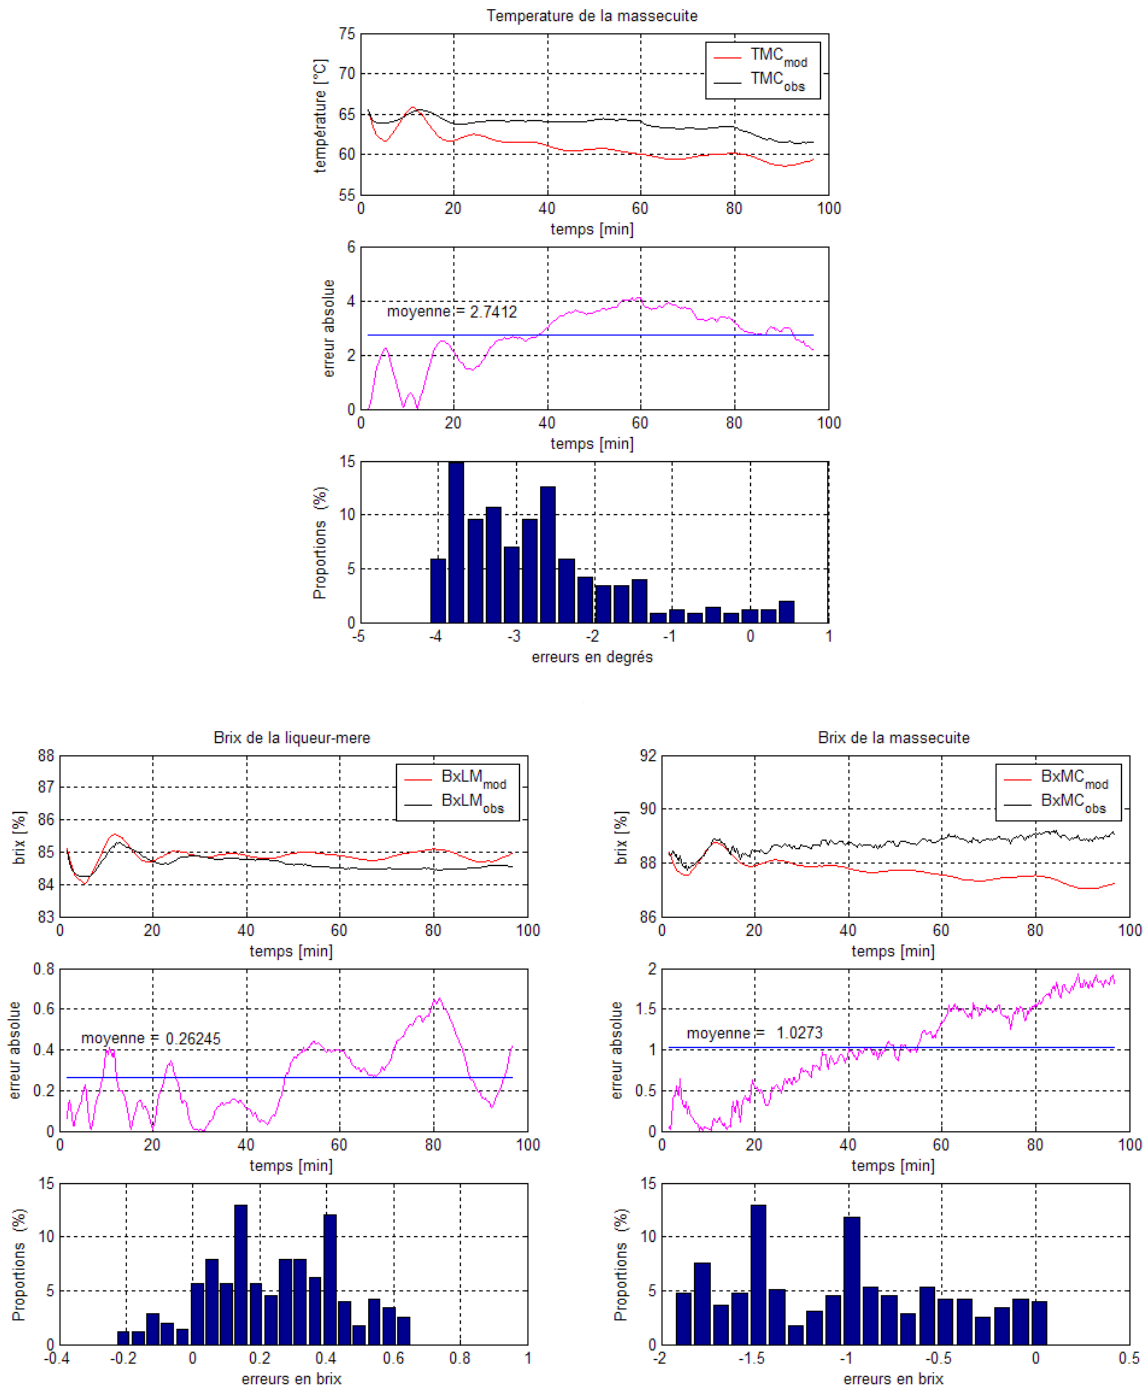 Temperature de la massecuite
75
70
65
60
55
température [°C]
TMC_mod
TMC_obs
0 20 40 60 80 100
temps [min]
6
4
2
0
erreur absolue
moyenne = 2.7412
0 20 40 60 80 100
temps [min]
15
10
5
0
Proportions (%)
-5 -4 -3 -2 -1 0 1
erreurs en degrés
Brix de la liqueur-mere
88
87
86
85
84
83
brix [%]
BxLM_mod
BxLM_obs
0 20 40 60 80 100
temps [min]
0.8
0.6
0.4
0.2
0
erreur absolue
moyenne = 0.26245
0 20 40 60 80 100
temps [min]
15
10
5
0
Proportions (%)
-0.4 -0.2 0 0.2 0.4 0.6 0.8 1
erreurs en brix
Brix de la massecuite
92
90
88
86
brix [%]
BxMC_mod
BxMC_obs
0 20 40 60 80 100
temps [min]
2
1.5
1
0.5
0
erreur absolue
moyenne = 1.0273
0 20 40 60 80 100
temps [min]
15
10
5
0
Proportions (%)
-2 -1.5 -1 -0.5 0 0.5
erreurs en brix